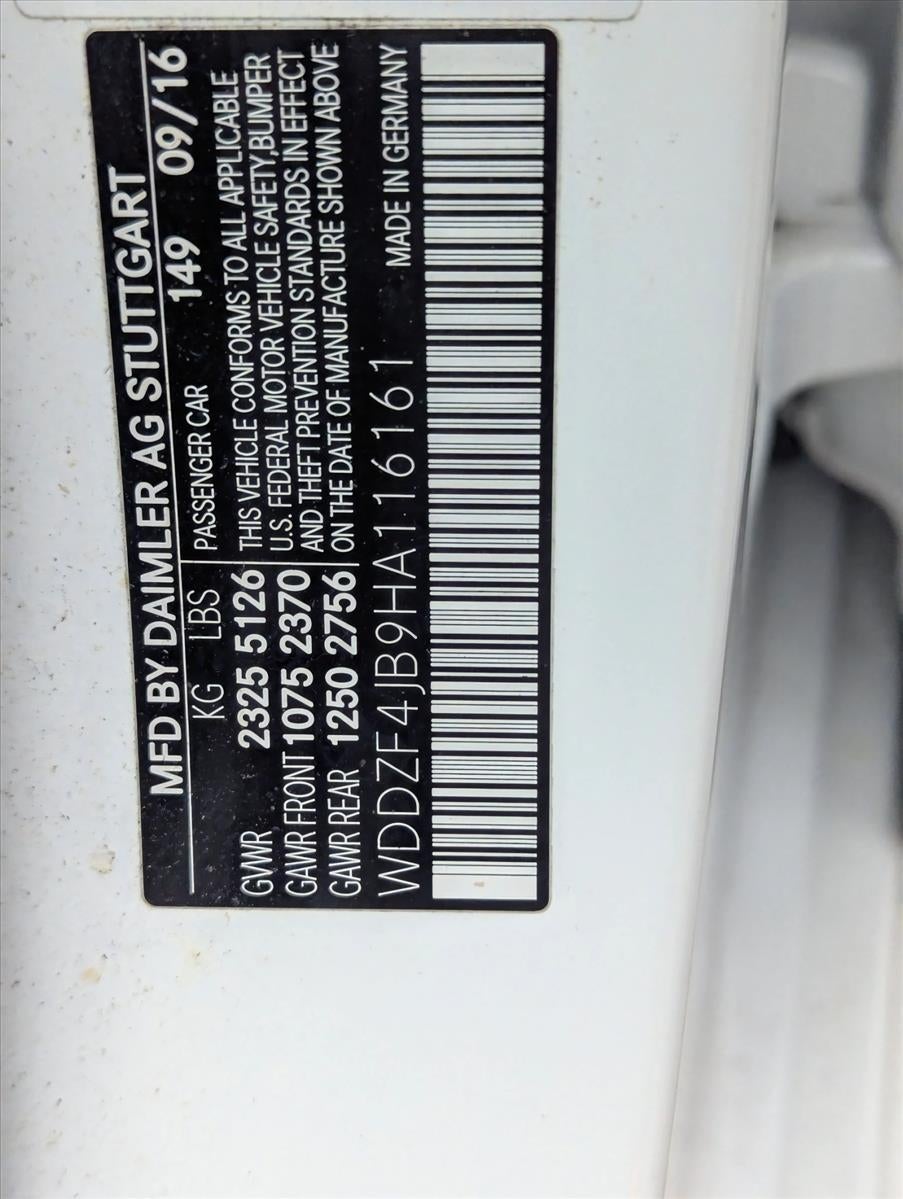 MFD BY DAIMLER AG STUTTGART
KG LBS PASSENGER CAR 149 09/16
GVWR 2325 5126 THIS VEHICLE CONFORMS TO ALL APPLICABLE
GAWR FRONT 1075 2370 U.S. FEDERAL MOTOR VEHICLE SAFETY,BUMPER
AND THEFT PREVENTION STANDARDS IN EFFECT
GAWR REAR 1250 2756 ON THE DATE OF MANUFACTURE SHOWN ABOVE
WDDZF4JB9HA116161 MADE IN GERMANY